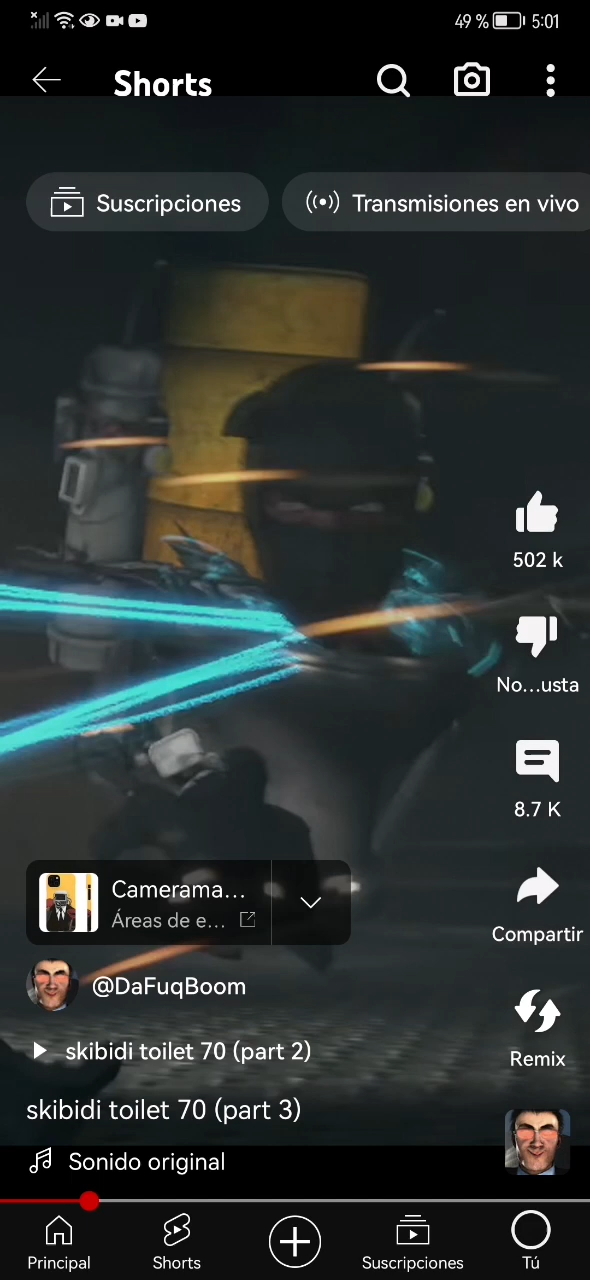 49 % 5:01
Shorts
Suscripciones
Transmisiones en vivo
502 k
No...usta
8.7 K
Camerama...
Áreas de e...
Compartir
@DaFuqBoom
skibidi toilet 70 (part 2)
Remix
skibidi toilet 70 (part 3)
Sonido original
Principal
Shorts
Suscripciones
Tú